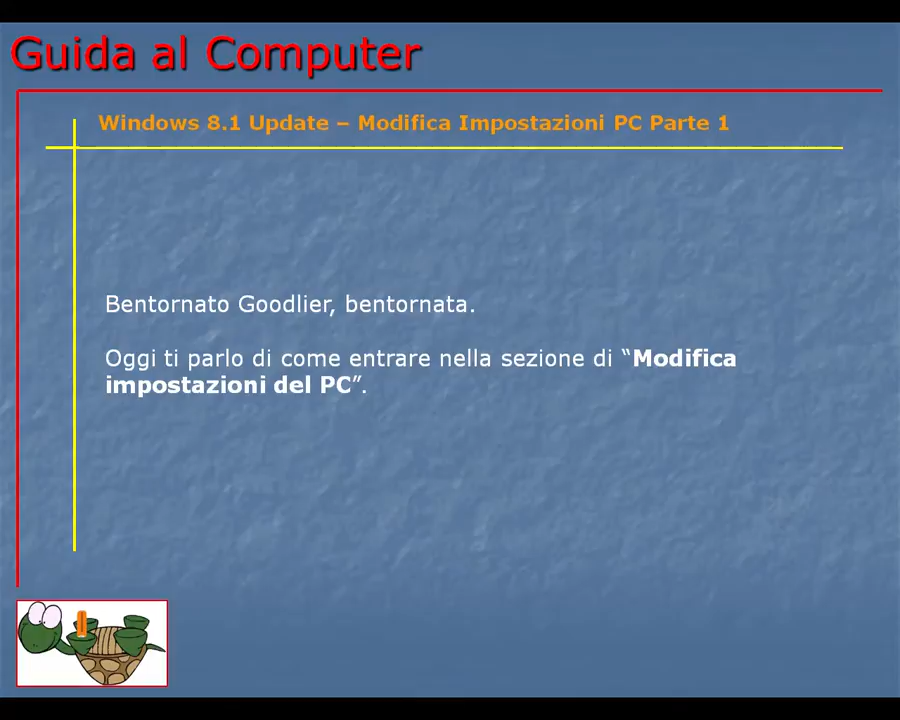 Guida al Computer
Windows 8.1 Update – Modifica Impostazioni PC Parte 1
Bentornato Goodlier, bentornata.
Oggi ti parlo di come entrare nella sezione di “Modifica
impostazioni del PC”.